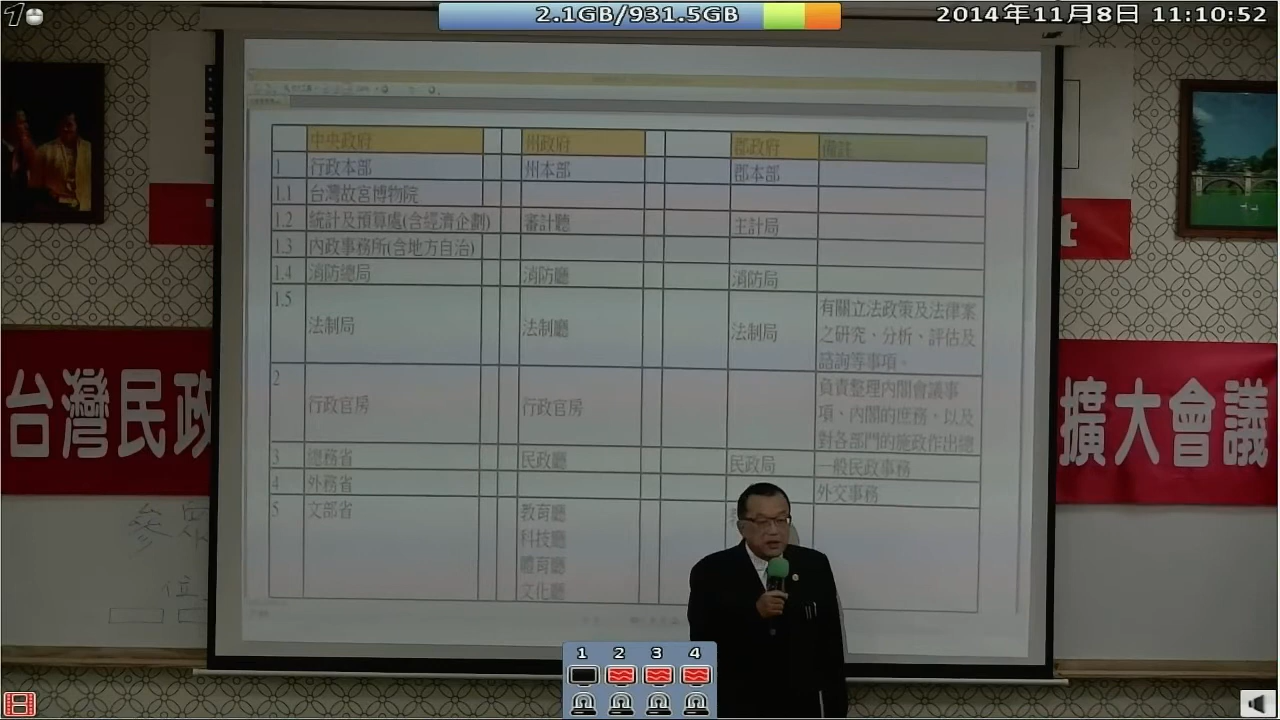 2.1GB/931.5GB
2014年11月8日 11:10:52
中央政府 州政府 郡政府 備註
1 行政本部 州本部 郡本部
1.1 台灣故宮博物院
1.2 統計及預算處(含經濟企劃) 審計聽 主計局
1.3 內政事務所(含地方自治)
1.4 消防總局 消防廳 消防局
1.5 法制局 法制廳 法制局
有關立法政策及法律案
之研究、分析、評估及
諮詢等事項。
2 行政官房 行政官房
負責整理內閣會議事
項、內閣的庶務，以及
對各部門的施政作出總
3 總務省 民政廳 民政局 一般民政事務
4 外務省 外交事務
5 文部省 教育廳
科技廳
體育廳
文化廳
台灣民政
擴大會議
t
位
1 2 3 4